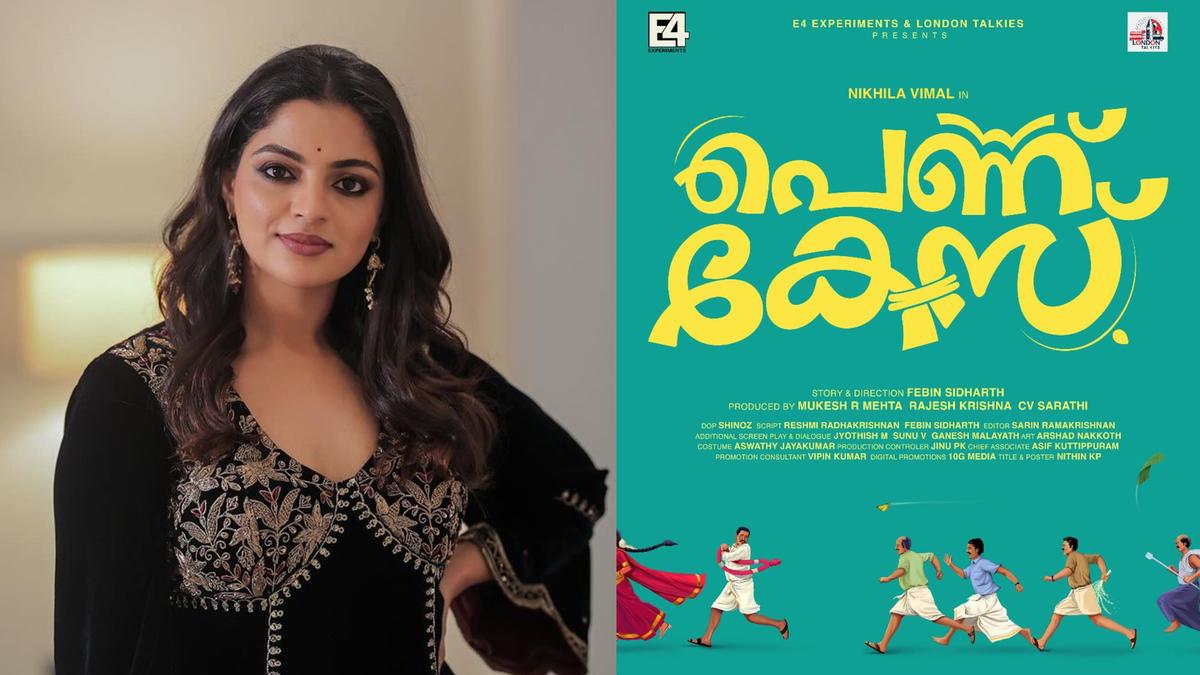 E4
EXPERIMENTS
E4 EXPERIMENTS & LONDON TALKIES
PRESENTS
LONDON
TALKIES
NIKHILA VIMAL IN
പെണ്ണ്
കേസ്
STORY & DIRECTION FEBIN SIDHARTH
PRODUCED BY MUKESH R MEHTA RAJESH KRISHNA CV SARATHI
DOP SHINOZ SCRIPT RESHMI RADHAKRISHNAN FEBIN SIDHARTH EDITOR SARIN RAMAKRISHNAN
ADDITIONAL SCREEN PLAY & DIALOGUE JYOTHISH M SUNU V GANESH MALAYATH ART ARSHAD NAKKOTH
COSTUME ASWATHY JAYAKUMAR PRODUCTION CONTROLER JINU PK CHIEF ASSOCIATE ASIF KUTTIPPURAM
PROMOTION CONSULTANT VIPIN KUMAR DIGITAL PROMOTIONS 10G MEDIA TITLE & POSTER NITHIN KP